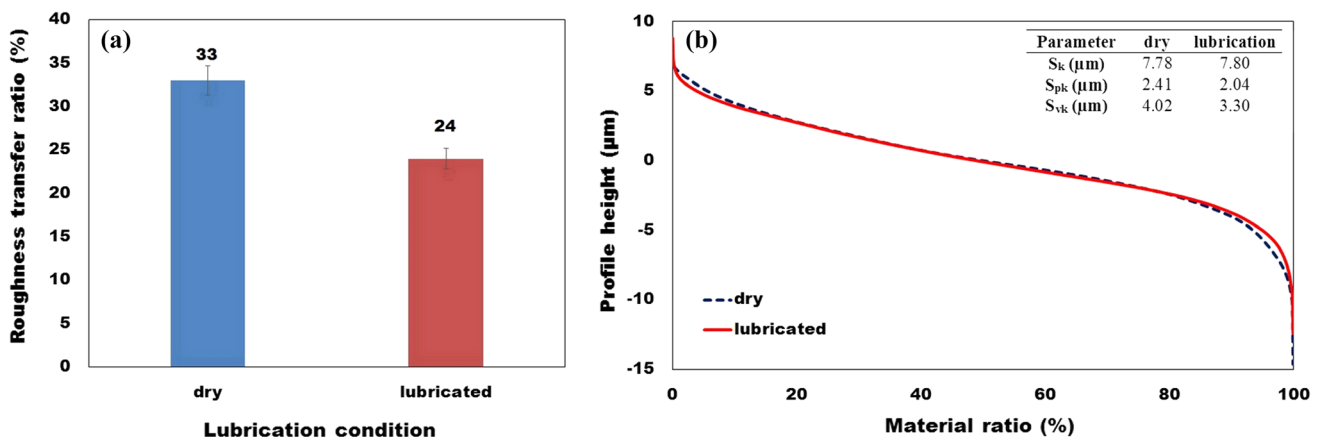 (a)
Roughness transfer ratio (%)
40
35
30
25
20
15
10
5
0
33
24
dry
lubricated
Lubrication condition
(b)
Profile height (µm)
10
5
0
-5
-10
-15
Parameter dry lubrication
Sk (µm) 7.78 7.80
Spk (µm) 2.41 2.04
Svk (µm) 4.02 3.30
dry
lubricated
0 20 40 60 80 100
Material ratio (%)